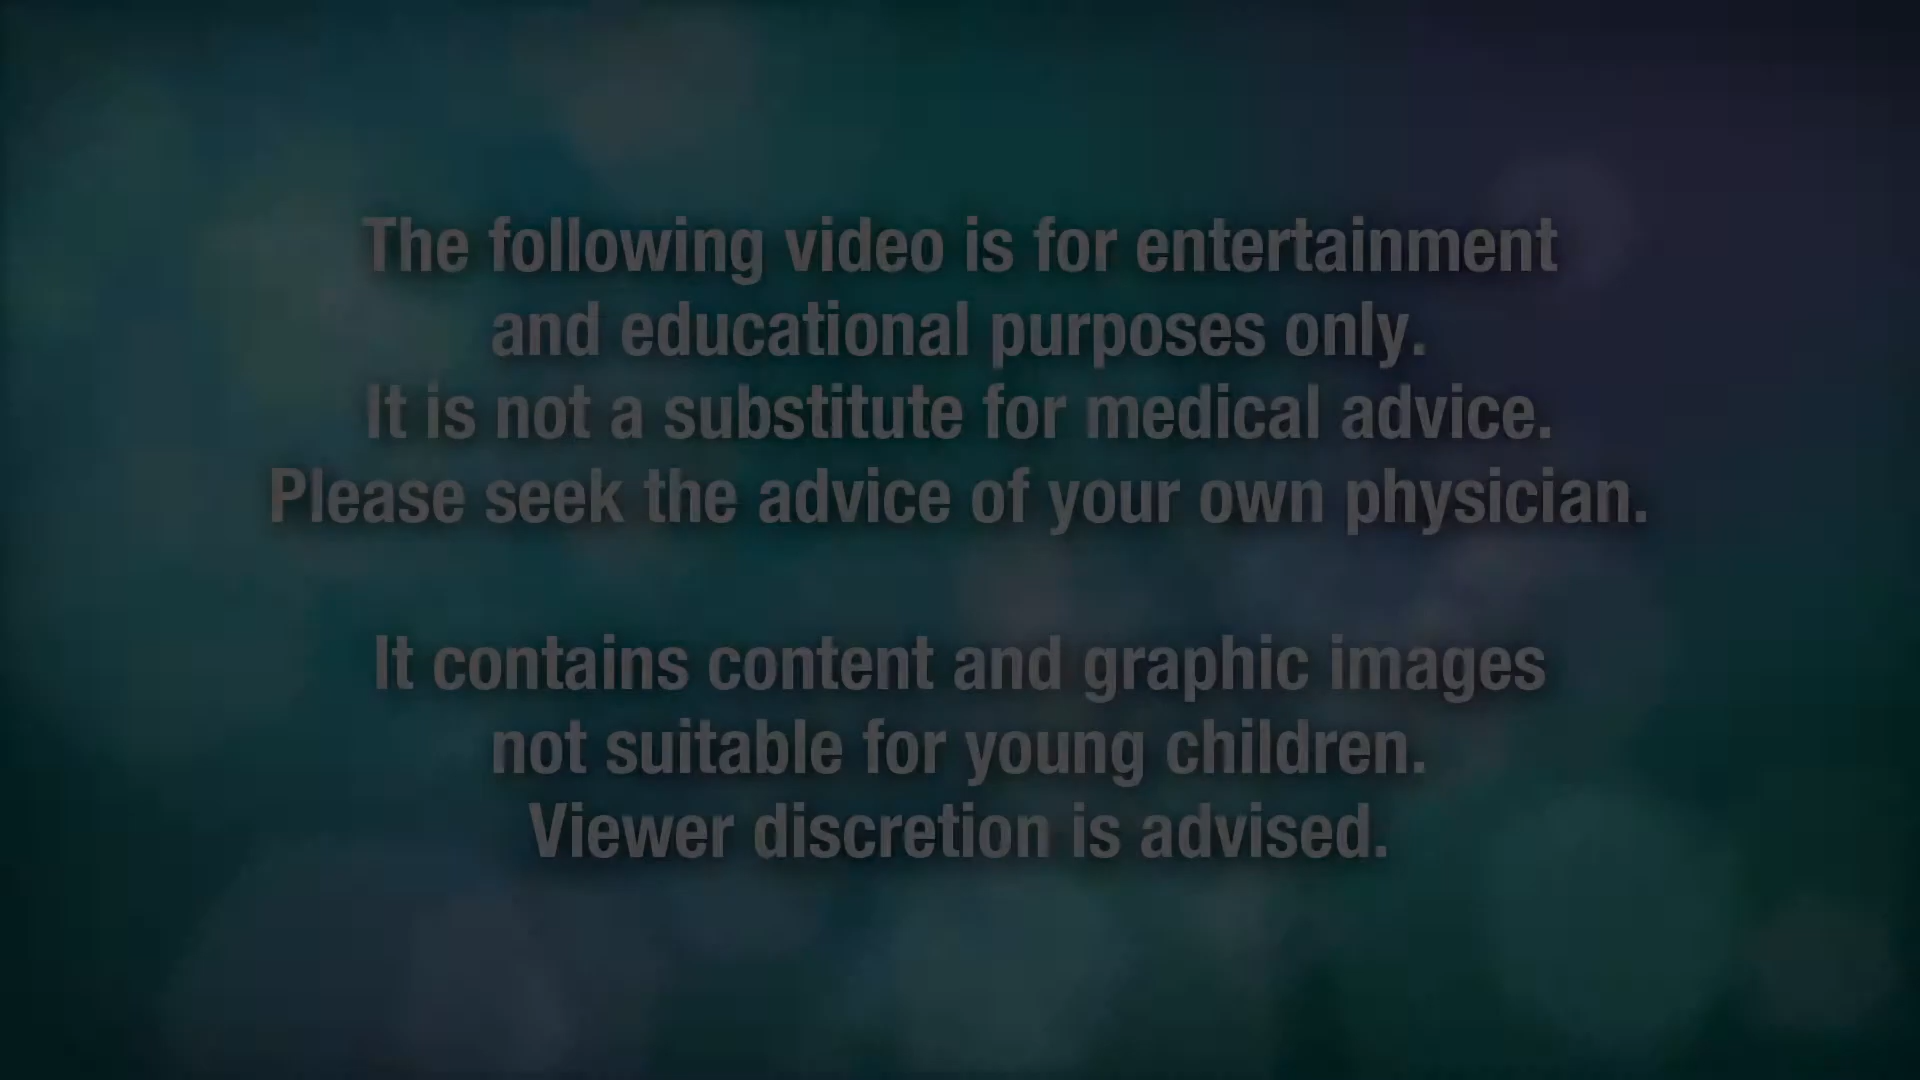 The following video is for entertainment
and educational purposes only.
It is not a substitute for medical advice.
Please seek the advice of your own physician.
It contains content and graphic images
not suitable for young children.
Viewer discretion is advised.